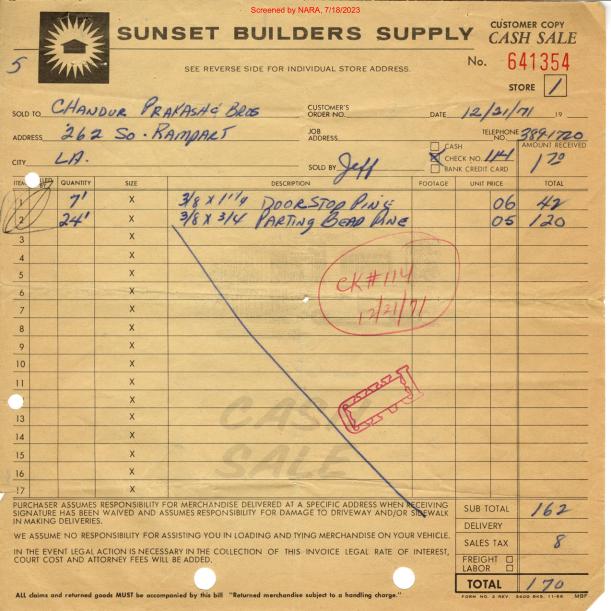 Screened by NARA, 7/18/2023
SUNSET BUILDERS SUPPLY
CUSTOMER COPY
CASH SALE
No. 641354
5
SEE REVERSE SIDE FOR INDIVIDUAL STORE ADDRESS.
STORE 1
SOLD TO CHANDUR PRAKASH & BROS CUSTOMER'S ORDER NO. DATE 12/21/71 19
ADDRESS 262 SO. RAMPART JOB ADDRESS TELEPHONE NO. 389-1720
CITY LA. SOLD BY Jeff
CASH
CHECK NO. 114
BANK CREDIT CARD
AMOUNT RECEIVED
1 70
ITEM QUANTITY SIZE DESCRIPTION FOOTAGE UNIT PRICE TOTAL
1 7' X 3/8 X 1 1/4 DOORSTOP PINE 06 42
2 24' X 3/8 X 3/4 PARTING BEAD PINE 05 120
3 X
4 X
5 X
6 X
7 X
8 X
9 X
10 X
11 X
X
13 X
14 X
15 X
16 X
17 X
CK#114
12/21/71
CASH
SALE
PURCHASER ASSUMES RESPONSIBILITY FOR MERCHANDISE DELIVERED AT A SPECIFIC ADDRESS WHEN RECEIVING
SIGNATURE HAS BEEN WAIVED AND ASSUMES RESPONSIBILITY FOR DAMAGE TO DRIVEWAY AND/OR SIDEWALK
IN MAKING DELIVERIES.
WE ASSUME NO RESPONSIBILITY FOR ASSISTING YOU IN LOADING AND TYING MERCHANDISE ON YOUR VEHICLE.
IN THE EVENT LEGAL ACTION IS NECESSARY IN THE COLLECTION OF THIS INVOICE LEGAL RATE OF INTEREST,
COURT COST AND ATTORNEY FEES WILL BE ADDED.
SUB TOTAL 162
DELIVERY
SALES TAX 8
FREIGHT
LABOR
TOTAL 170
ALL claims and returned goods MUST be accompanied by this bill "Returned merchandise subject to a handling charge."
FORM NO. 2 REV. 5600 BKS. 11-68 MBF